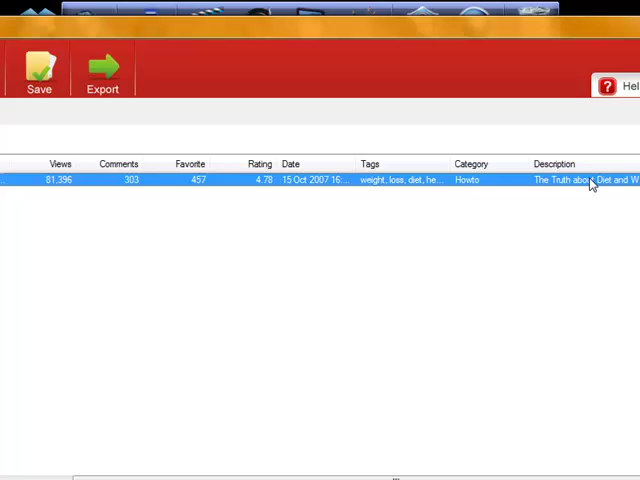 Save Export
? Hel
Views Comments Favorite Rating Date Tags Category Description
81,396 303 457 4.78 15 Oct 2007 16:... weight, loss, diet, he... Howto The Truth about Diet and W